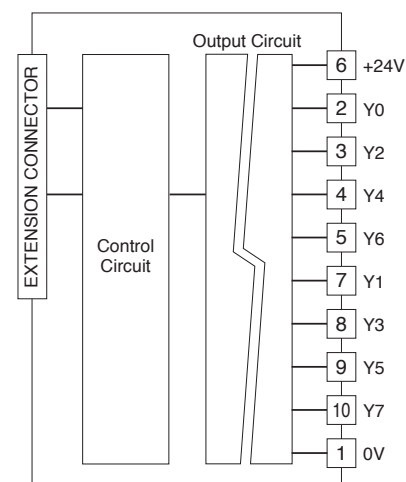 Output Circuit
EXTENSION CONNECTOR
Control
Circuit
6 +24V
2 Y0
3 Y2
4 Y4
5 Y6
7 Y1
8 Y3
9 Y5
10 Y7
1 0V